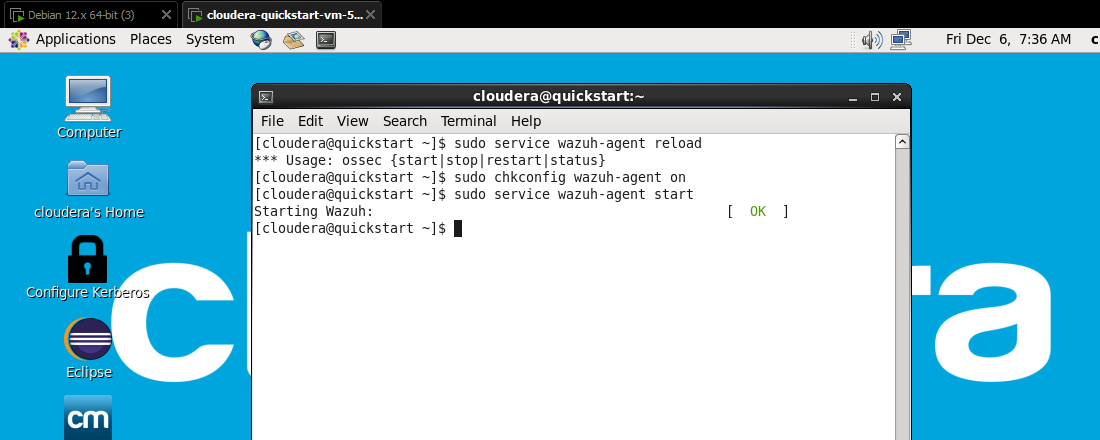 Debian 12.x 64-bit (3)
cloudera-quickstart-vm-5...
Applications Places System
Fri Dec 6, 7:36 AM c
cloudera@quickstart:~
File Edit View Search Terminal Help
[cloudera@quickstart ~]$ sudo service wazuh-agent reload
*** Usage: ossec {start|stop|restart|status}
[cloudera@quickstart ~]$ sudo chkconfig wazuh-agent on
[cloudera@quickstart ~]$ sudo service wazuh-agent start
Starting Wazuh: [ OK ]
[cloudera@quickstart ~]$
Computer
cloudera's Home
Configure Kerberos
Eclipse
cm
c
ra